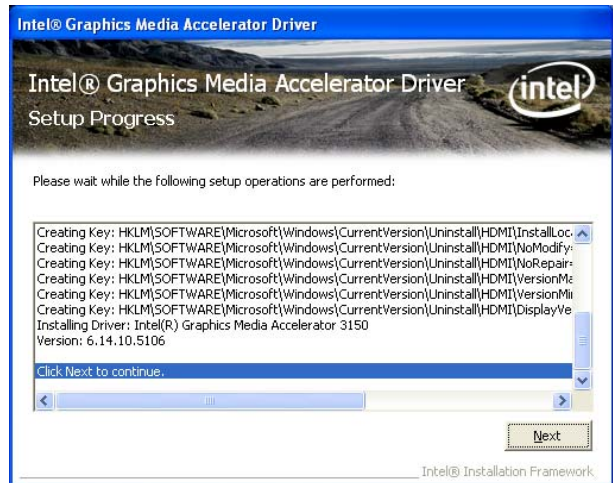 Intel® Graphics Media Accelerator Driver
Intel® Graphics Media Accelerator Driver
intel
Setup Progress
Please wait while the following setup operations are performed:
Creating Key: HKLM\SOFTWARE\Microsoft\Windows\CurrentVersion\Uninstall\HDMI\InstallLoc
Creating Key: HKLM\SOFTWARE\Microsoft\Windows\CurrentVersion\Uninstall\HDMI\NoModify=
Creating Key: HKLM\SOFTWARE\Microsoft\Windows\CurrentVersion\Uninstall\HDMI\NoRepair=
Creating Key: HKLM\SOFTWARE\Microsoft\Windows\CurrentVersion\Uninstall\HDMI\VersionMa
Creating Key: HKLM\SOFTWARE\Microsoft\Windows\CurrentVersion\Uninstall\HDMI\VersionMi
Creating Key: HKLM\SOFTWARE\Microsoft\Windows\CurrentVersion\Uninstall\HDMI\DisplayVe
Installing Driver: Intel(R) Graphics Media Accelerator 3150
Version: 6.14.10.5106
Click Next to continue.
Next
Intel® Installation Framework